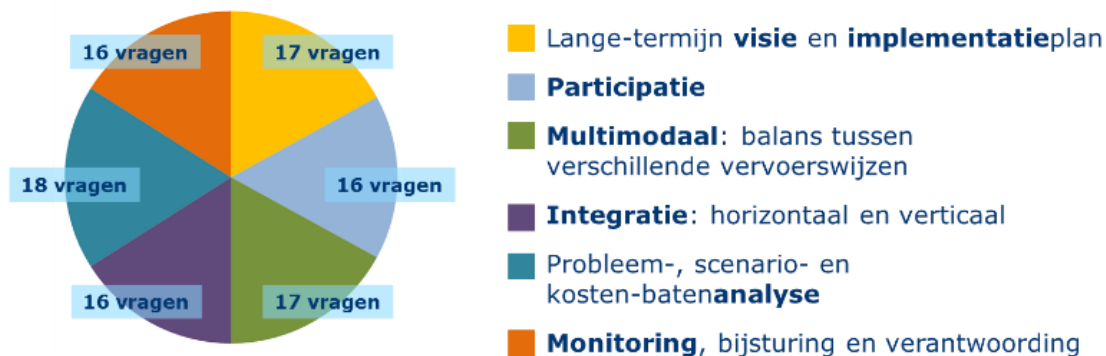 16 vragen
17 vragen
18 vragen
16 vragen
16 vragen
17 vragen
Lange-termijn visie en implementatieplan
Participatie
Multimodaal: balans tussen
verschillende vervoerswijzen
Integratie: horizontaal en verticaal
Probleem-, scenario- en
kosten-batenanalyse
Monitoring, bijsturing en verantwoording